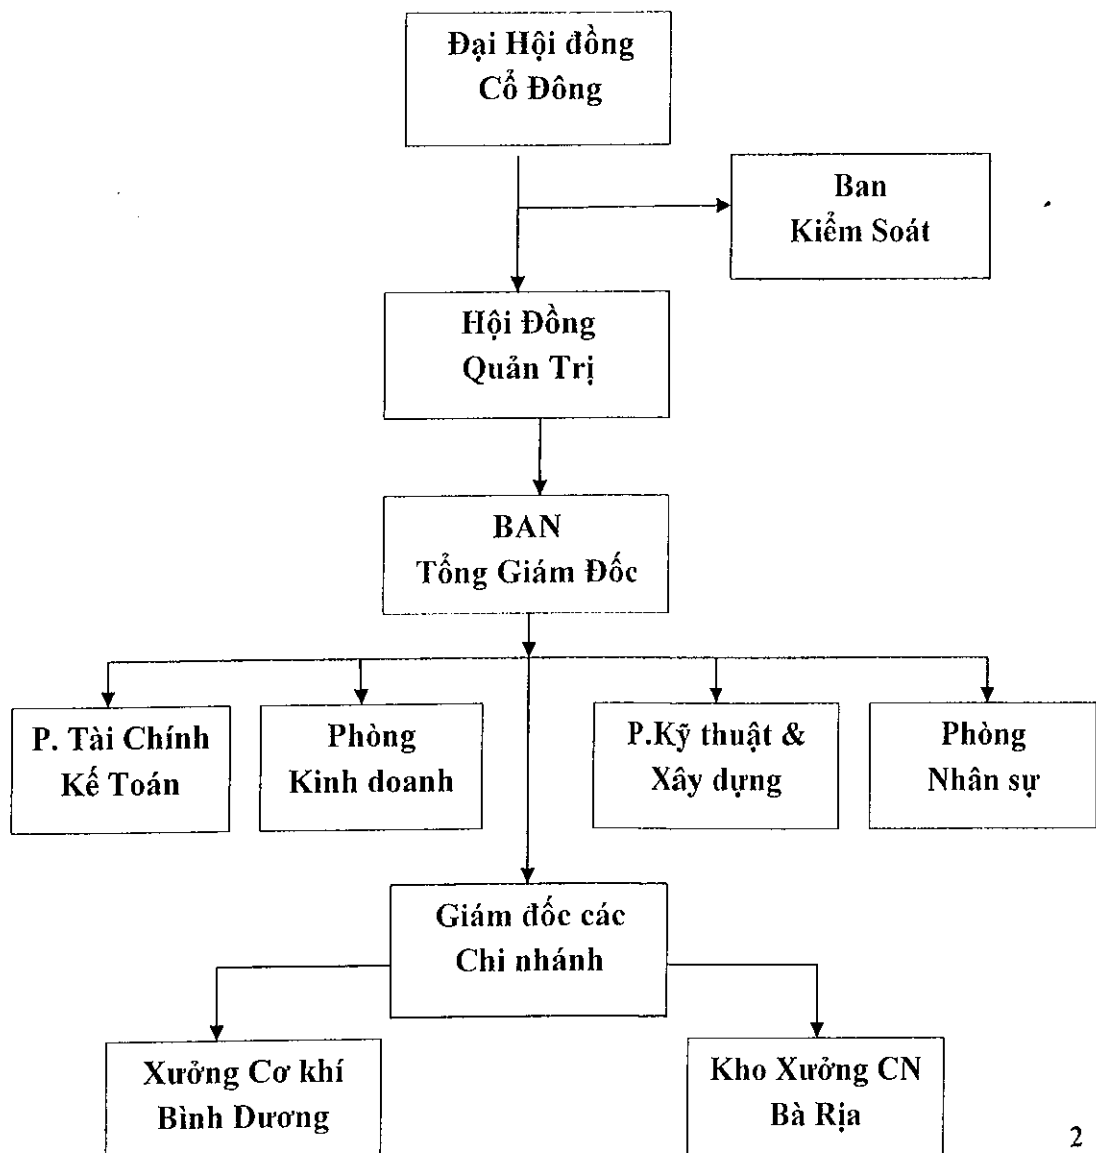 Đại Hội đồng
Cổ Đông
Ban
Kiểm Soát
Hội Đồng
Quản Trị
BAN
Tổng Giám Đốc
P. Tài Chính
Kế Toán
Phòng
Kinh doanh
P.Kỹ thuật &
Xây dựng
Phòng
Nhân sự
Giám đốc các
Chi nhánh
Xưởng Cơ khí
Bình Dương
Kho Xưởng CN
Bà Rịa
2